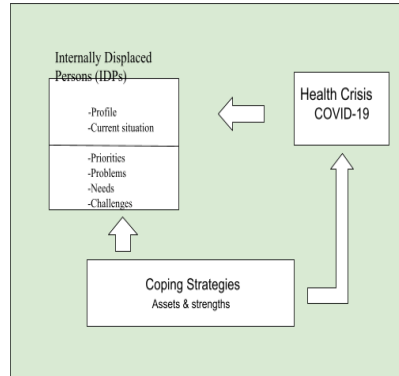 Internally Displaced
Persons (IDPs)
-Profile
-Current situation
-Priorities
-Problems
-Needs
-Challenges
Health Crisis
COVID-19
Coping Strategies
Assets & strengths